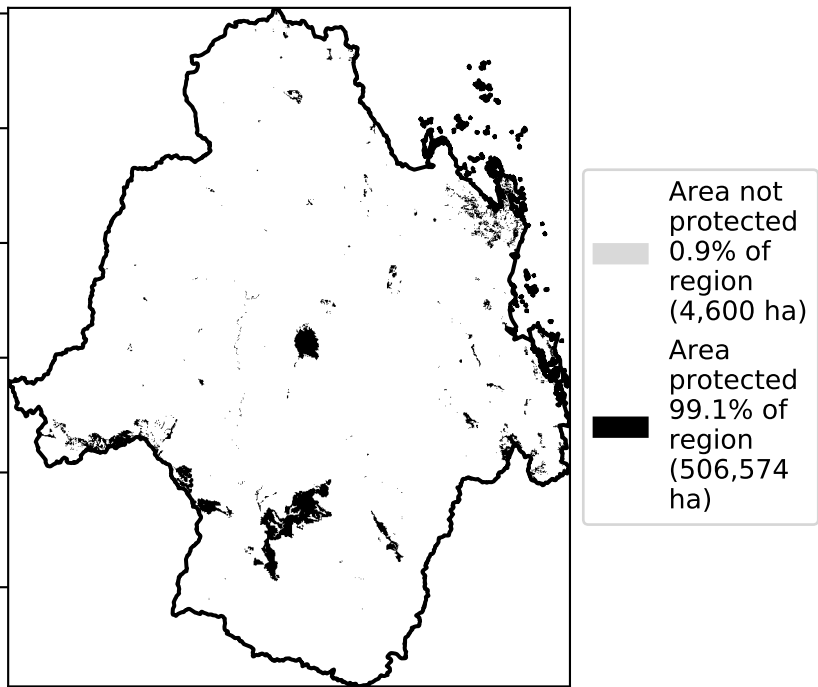 Area not
protected
0.9% of
region
(4,600 ha)
Area
protected
99.1% of
region
(506,574
ha)